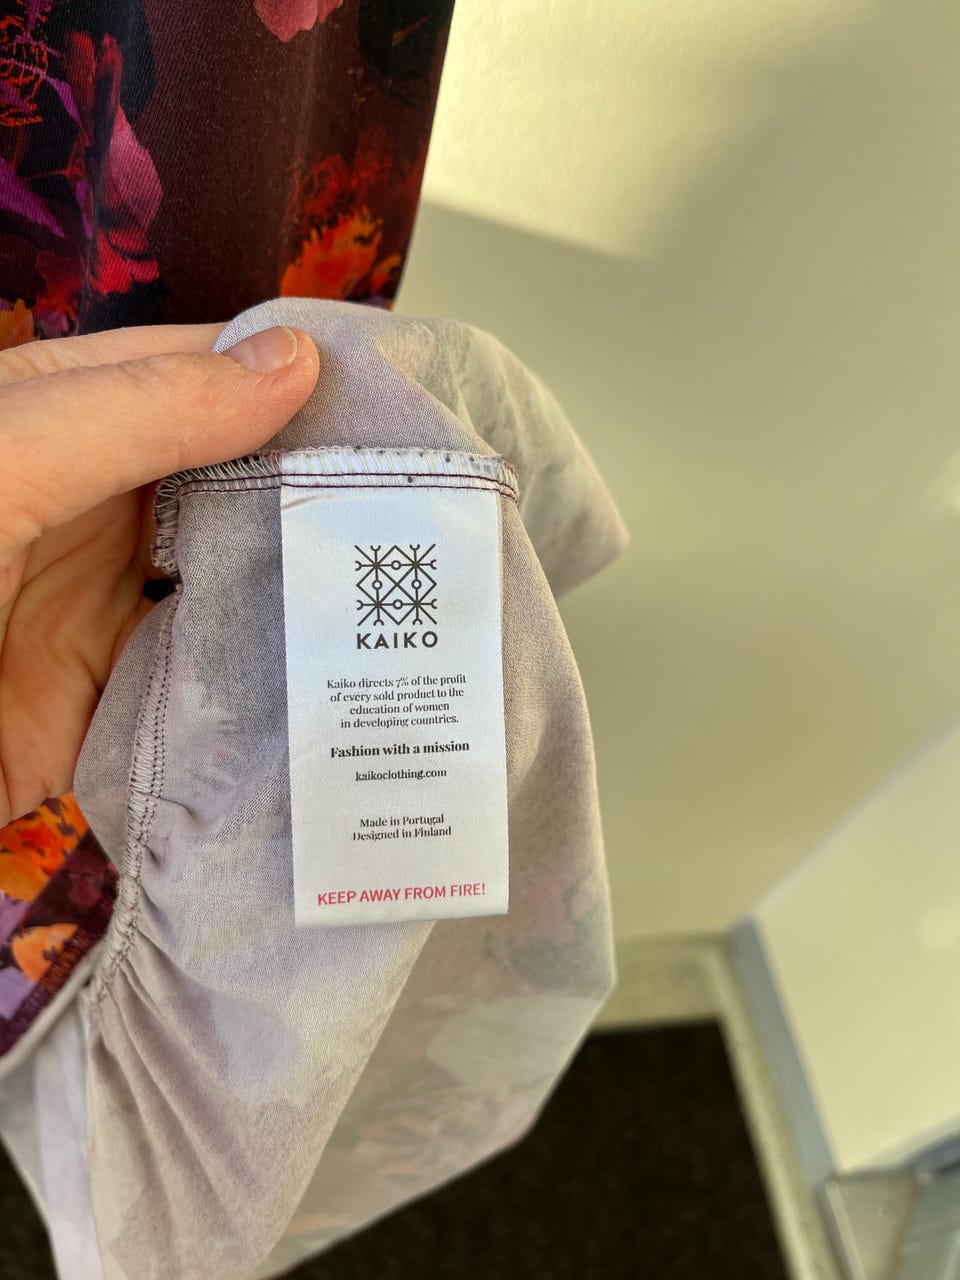 KAIKO
Kaiko directs 7% of the profit
of every sold product to the
education of women
in developing countries.
Fashion with a mission
kaikoclothing.com
Made in Portugal
Designed in Finland
KEEP AWAY FROM FIRE!